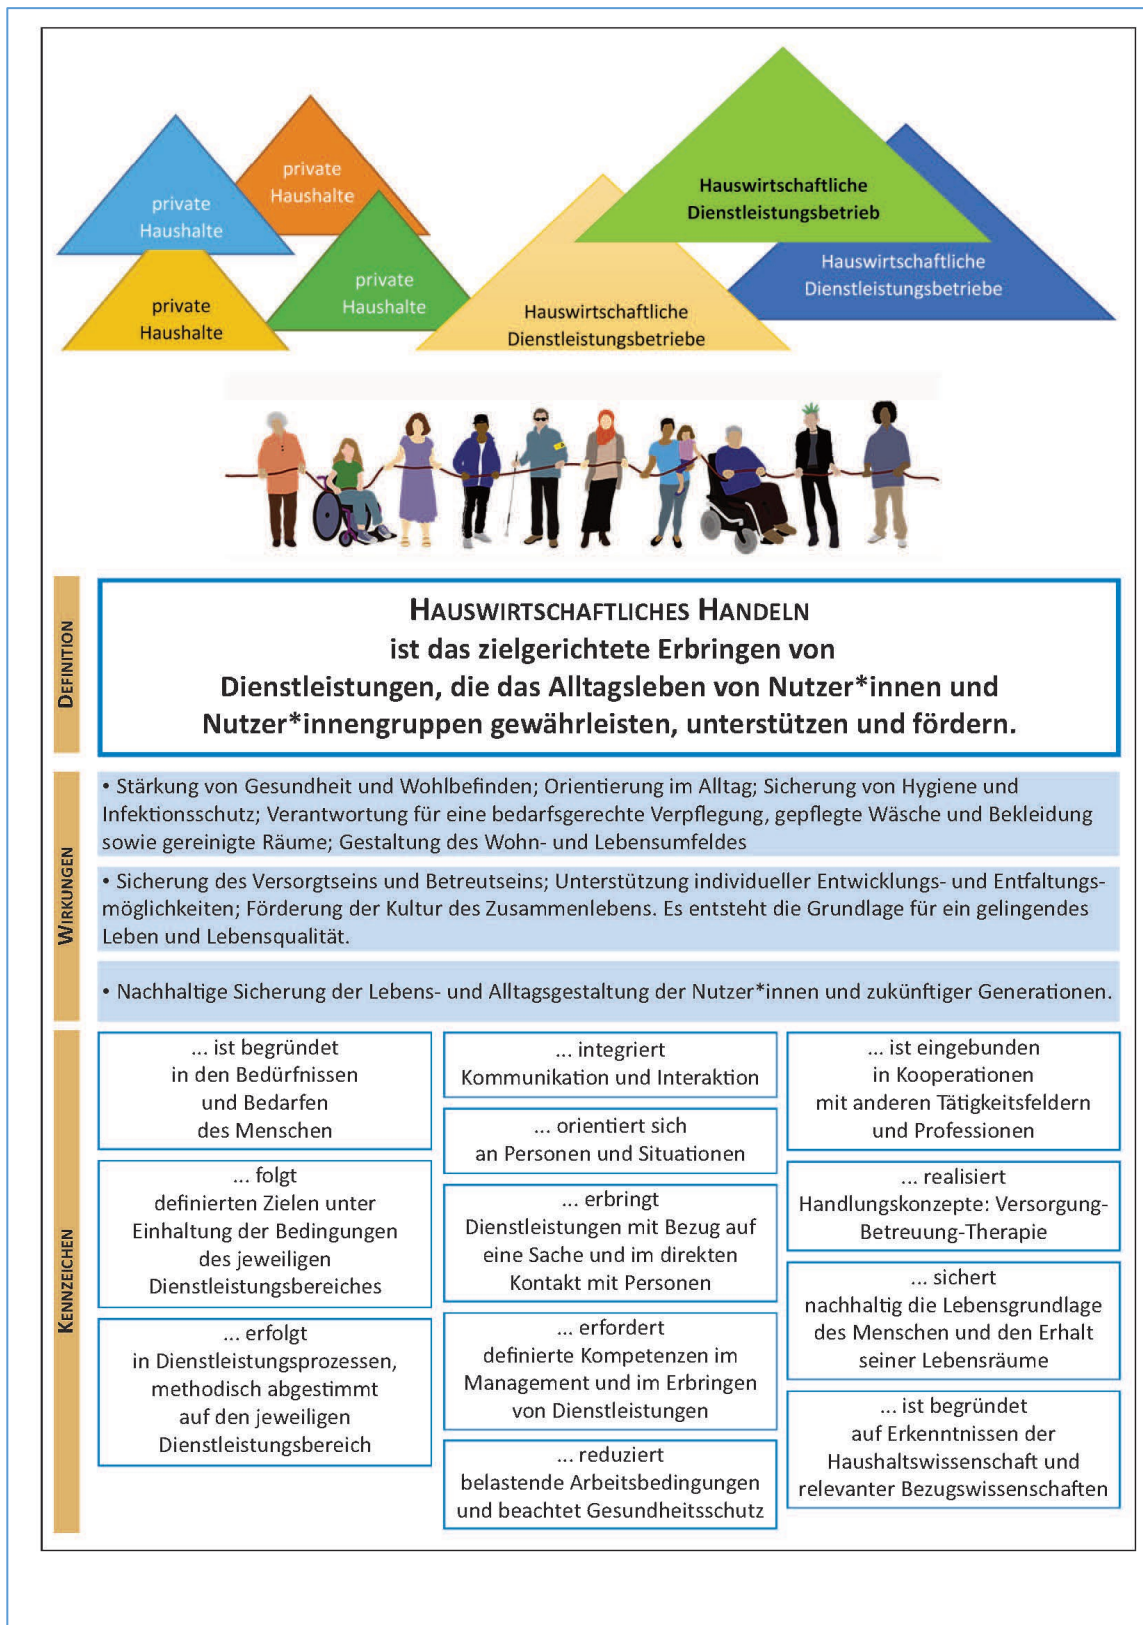 private
Haushalte
private
Haushalte
private
Haushalte
private
Haushalte
Hauswirtschaftliche
Dienstleistungsbetrieb
Hauswirtschaftliche
Dienstleistungsbetriebe
Hauswirtschaftliche
Dienstleistungsbetriebe
DEFINITION
HAUSWIRTSCHAFTLICHES HANDELN
ist das zielgerichtete Erbringen von
Dienstleistungen, die das Alltagsleben von Nutzer*innen und
Nutzer*innengruppen gewährleisten, unterstützen und fördern.
WIRKUNGEN
• Stärkung von Gesundheit und Wohlbefinden; Orientierung im Alltag; Sicherung von Hygiene und
Infektionsschutz; Verantwortung für eine bedarfsgerechte Verpflegung, gepflegte Wäsche und Bekleidung
sowie gereinigte Räume; Gestaltung des Wohn- und Lebensumfeldes
• Sicherung des Versorgtseins und Betreutseins; Unterstützung individueller Entwicklungs- und Entfaltungs-
möglichkeiten; Förderung der Kultur des Zusammenlebens. Es entsteht die Grundlage für ein gelingendes
Leben und Lebensqualität.
• Nachhaltige Sicherung der Lebens- und Alltagsgestaltung der Nutzer*innen und zukünftiger Generationen.
KENNZEICHEN
... ist begründet
in den Bedürfnissen
und Bedarfen
des Menschen
... folgt
definierten Zielen unter
Einhaltung der Bedingungen
des jeweiligen
Dienstleistungsbereiches
... erfolgt
in Dienstleistungsprozessen,
methodisch abgestimmt
auf den jeweiligen
Dienstleistungsbereich
... integriert
Kommunikation und Interaktion
... orientiert sich
an Personen und Situationen
... erbringt
Dienstleistungen mit Bezug auf
eine Sache und im direkten
Kontakt mit Personen
... erfordert
definierte Kompetenzen im
Management und im Erbringen
von Dienstleistungen
... reduziert
belastende Arbeitsbedingungen
und beachtet Gesundheitsschutz
... ist eingebunden
in Kooperationen
mit anderen Tätigkeitsfeldern
und Professionen
... realisiert
Handlungskonzepte: Versorgung-
Betreuung-Therapie
... sichert
nachhaltig die Lebensgrundlage
des Menschen und den Erhalt
seiner Lebensräume
... ist begründet
auf Erkenntnissen der
Haushaltswissenschaft und
relevanter Bezugswissenschaften